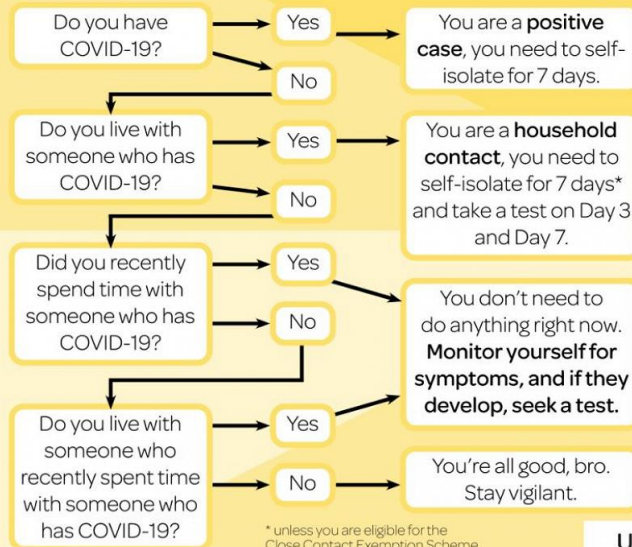 Do you have
COVID-19?
Yes
You are a positive
case, you need to self-
isolate for 7 days.
No
Do you live with
someone who has
COVID-19?
Yes
You are a household
contact, you need to
self-isolate for 7 days*
and take a test on Day 3
and Day 7.
No
Did you recently
spend time with
someone who has
COVID-19?
Yes
You don't need to
do anything right now.
Monitor yourself for
symptoms, and if they
develop, seek a test.
No
Do you live with
someone who
recently spent time
with someone who
has COVID-19?
Yes
No
You're all good, bro.
Stay vigilant.
* unless you are eligible for the
Close Contact Exemption Scheme
U